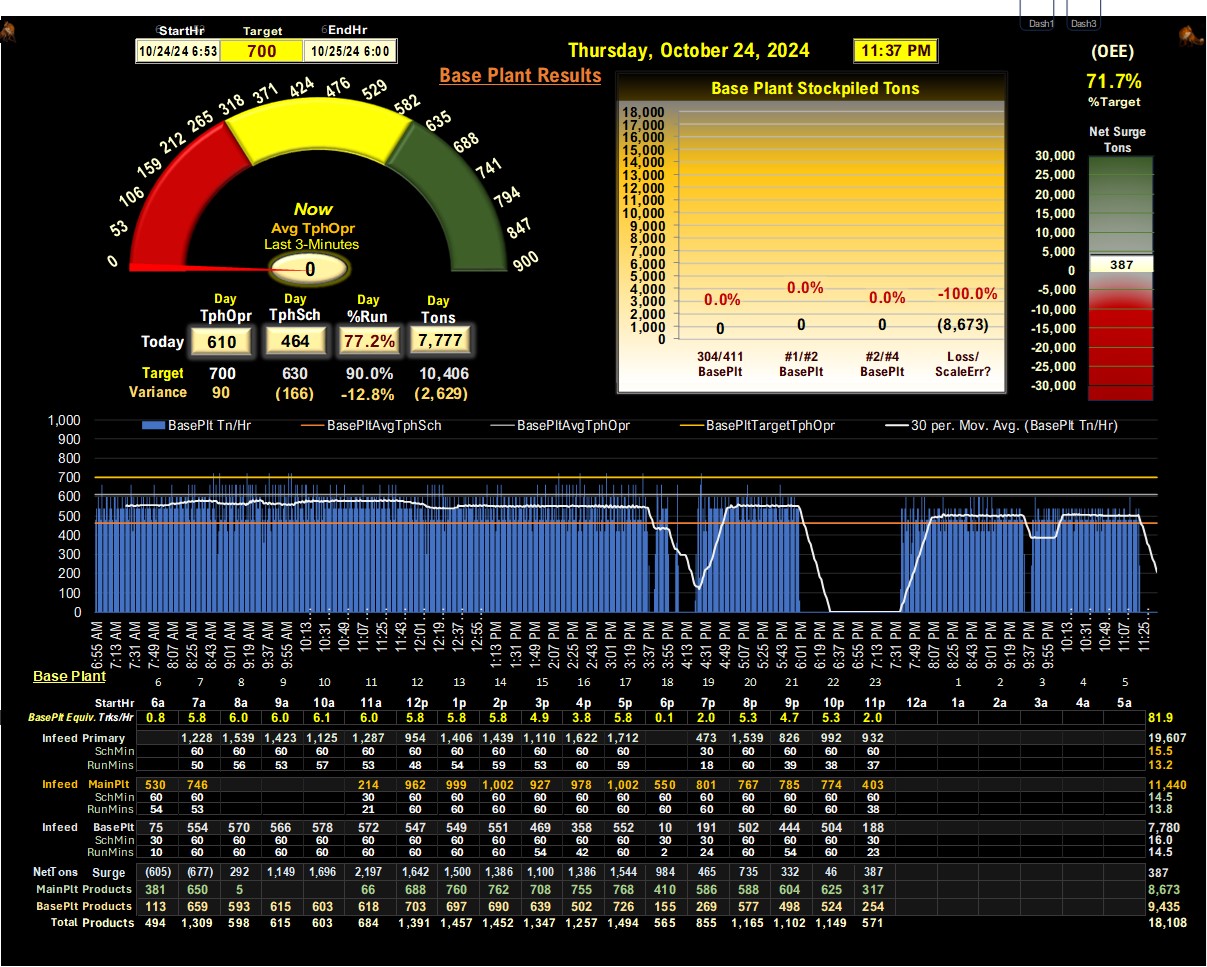 Dash1 Dash3
StartHr Target EndHr
10/24/24 6:53 700 10/25/24 6:00
Thursday, October 24, 2024 11:37 PM
(OEE)
71.7%
%Target
Base Plant Results
0 53 106 159 212 265 318 371 424 476 529 582 635 688 741 794 847 900
Now
Avg TphOpr
Last 3-Minutes
0
Day Day Day Day
TphOpr TphSch %Run Tons
Today 610 464 77.2% 7,777
Target 700 630 90.0% 10,406
Variance 90 (166) -12.8% (2,629)
Base Plant Stockpiled Tons
18,000
17,000
16,000
15,000
14,000
13,000
12,000
11,000
10,000
9,000
8,000
7,000
6,000
5,000
4,000
3,000
2,000
1,000
0
0.0% 0.0% 0.0% -100.0%
0 0 0 (8,673)
304/411 #1/#2 #2/#4 Loss/
BasePlt BasePlt BasePlt ScaleErr?
Net Surge
Tons
30,000
25,000
20,000
15,000
10,000
5,000
0
-5,000
-10,000
-15,000
-20,000
-25,000
-30,000
387
BasePlt Tn/Hr BasePltAvgTphSch BasePltAvgTphOpr BasePltTargetTphOpr 30 per. Mov. Avg. (BasePlt Tn/Hr)
1,000
900
800
700
600
500
400
300
200
100
0
6:55 AM 7:13 AM 7:31 AM 7:49 AM 8:07 AM 8:25 AM 8:43 AM 9:01 AM 9:19 AM 9:37 AM 9:55 AM 10:13... 10:31... 10:49... 11:07... 11:25... 11:43... 12:01... 12:19... 12:37... 12:55... 1:13 PM 1:31 PM 1:49 PM 2:07 PM 2:25 PM 2:43 PM 3:01 PM 3:19 PM 3:37 PM 3:55 PM 4:13 PM 4:31 PM 4:49 PM 5:07 PM 5:25 PM 5:43 PM 6:01 PM 6:19 PM 6:37 PM 6:55 PM 7:13 PM 7:31 PM 7:49 PM 8:07 PM 8:25 PM 8:43 PM 9:01 PM 9:19 PM 9:37 PM 9:55 PM 10:13... 10:31... 10:49... 11:07... 11:25...
Base Plant
6 7 8 9 10 11 12 13 14 15 16 17 18 19 20 21 22 23 1 2 3 4 5
StartHr 6a 7a 8a 9a 10a 11a 12p 1p 2p 3p 4p 5p 6p 7p 8p 9p 10p 11p 12a 1a 2a 3a 4a 5a
BasePlt Equiv. Trks/Hr 0.8 5.8 6.0 6.0 6.1 6.0 5.8 5.8 5.8 4.9 3.8 5.8 0.1 2.0 5.3 4.7 5.3 2.0 81.9
Infeed Primary 1,228 1,539 1,423 1,125 1,287 954 1,406 1,439 1,110 1,622 1,712 473 1,539 826 992 932 19,607
SchMin 60 60 60 60 60 60 60 60 60 60 60 30 60 60 60 60 15.5
RunMins 50 56 53 57 53 48 54 59 53 60 59 18 60 39 38 37 13.2
Infeed MainPlt 530 746 214 962 999 1,002 927 978 1,002 550 801 767 785 774 403 11,440
SchMin 60 60 30 60 60 60 60 60 60 60 60 60 60 60 60 14.5
RunMins 54 53 21 60 60 60 60 60 60 60 60 60 60 60 38 13.8
Infeed BasePlt 75 554 570 566 578 572 547 549 551 469 358 552 10 191 502 444 504 188 7,780
SchMin 30 60 60 60 60 60 60 60 60 60 60 60 30 30 60 60 60 60 16.0
RunMins 10 60 60 60 60 60 60 60 60 54 42 60 2 24 60 54 60 23 14.5
NetTons Surge (605) (677) 292 1,149 1,696 2,197 1,642 1,500 1,386 1,100 1,386 1,544 984 465 735 332 46 387 387
MainPlt Products 381 650 5 66 688 760 762 708 755 768 410 586 588 604 625 317 8,673
BasePlt Products 113 659 593 615 603 618 703 697 690 639 502 726 155 269 577 498 524 254 9,435
Total Products 494 1,309 598 615 603 684 1,391 1,457 1,452 1,347 1,257 1,494 565 855 1,165 1,102 1,149 571 18,108